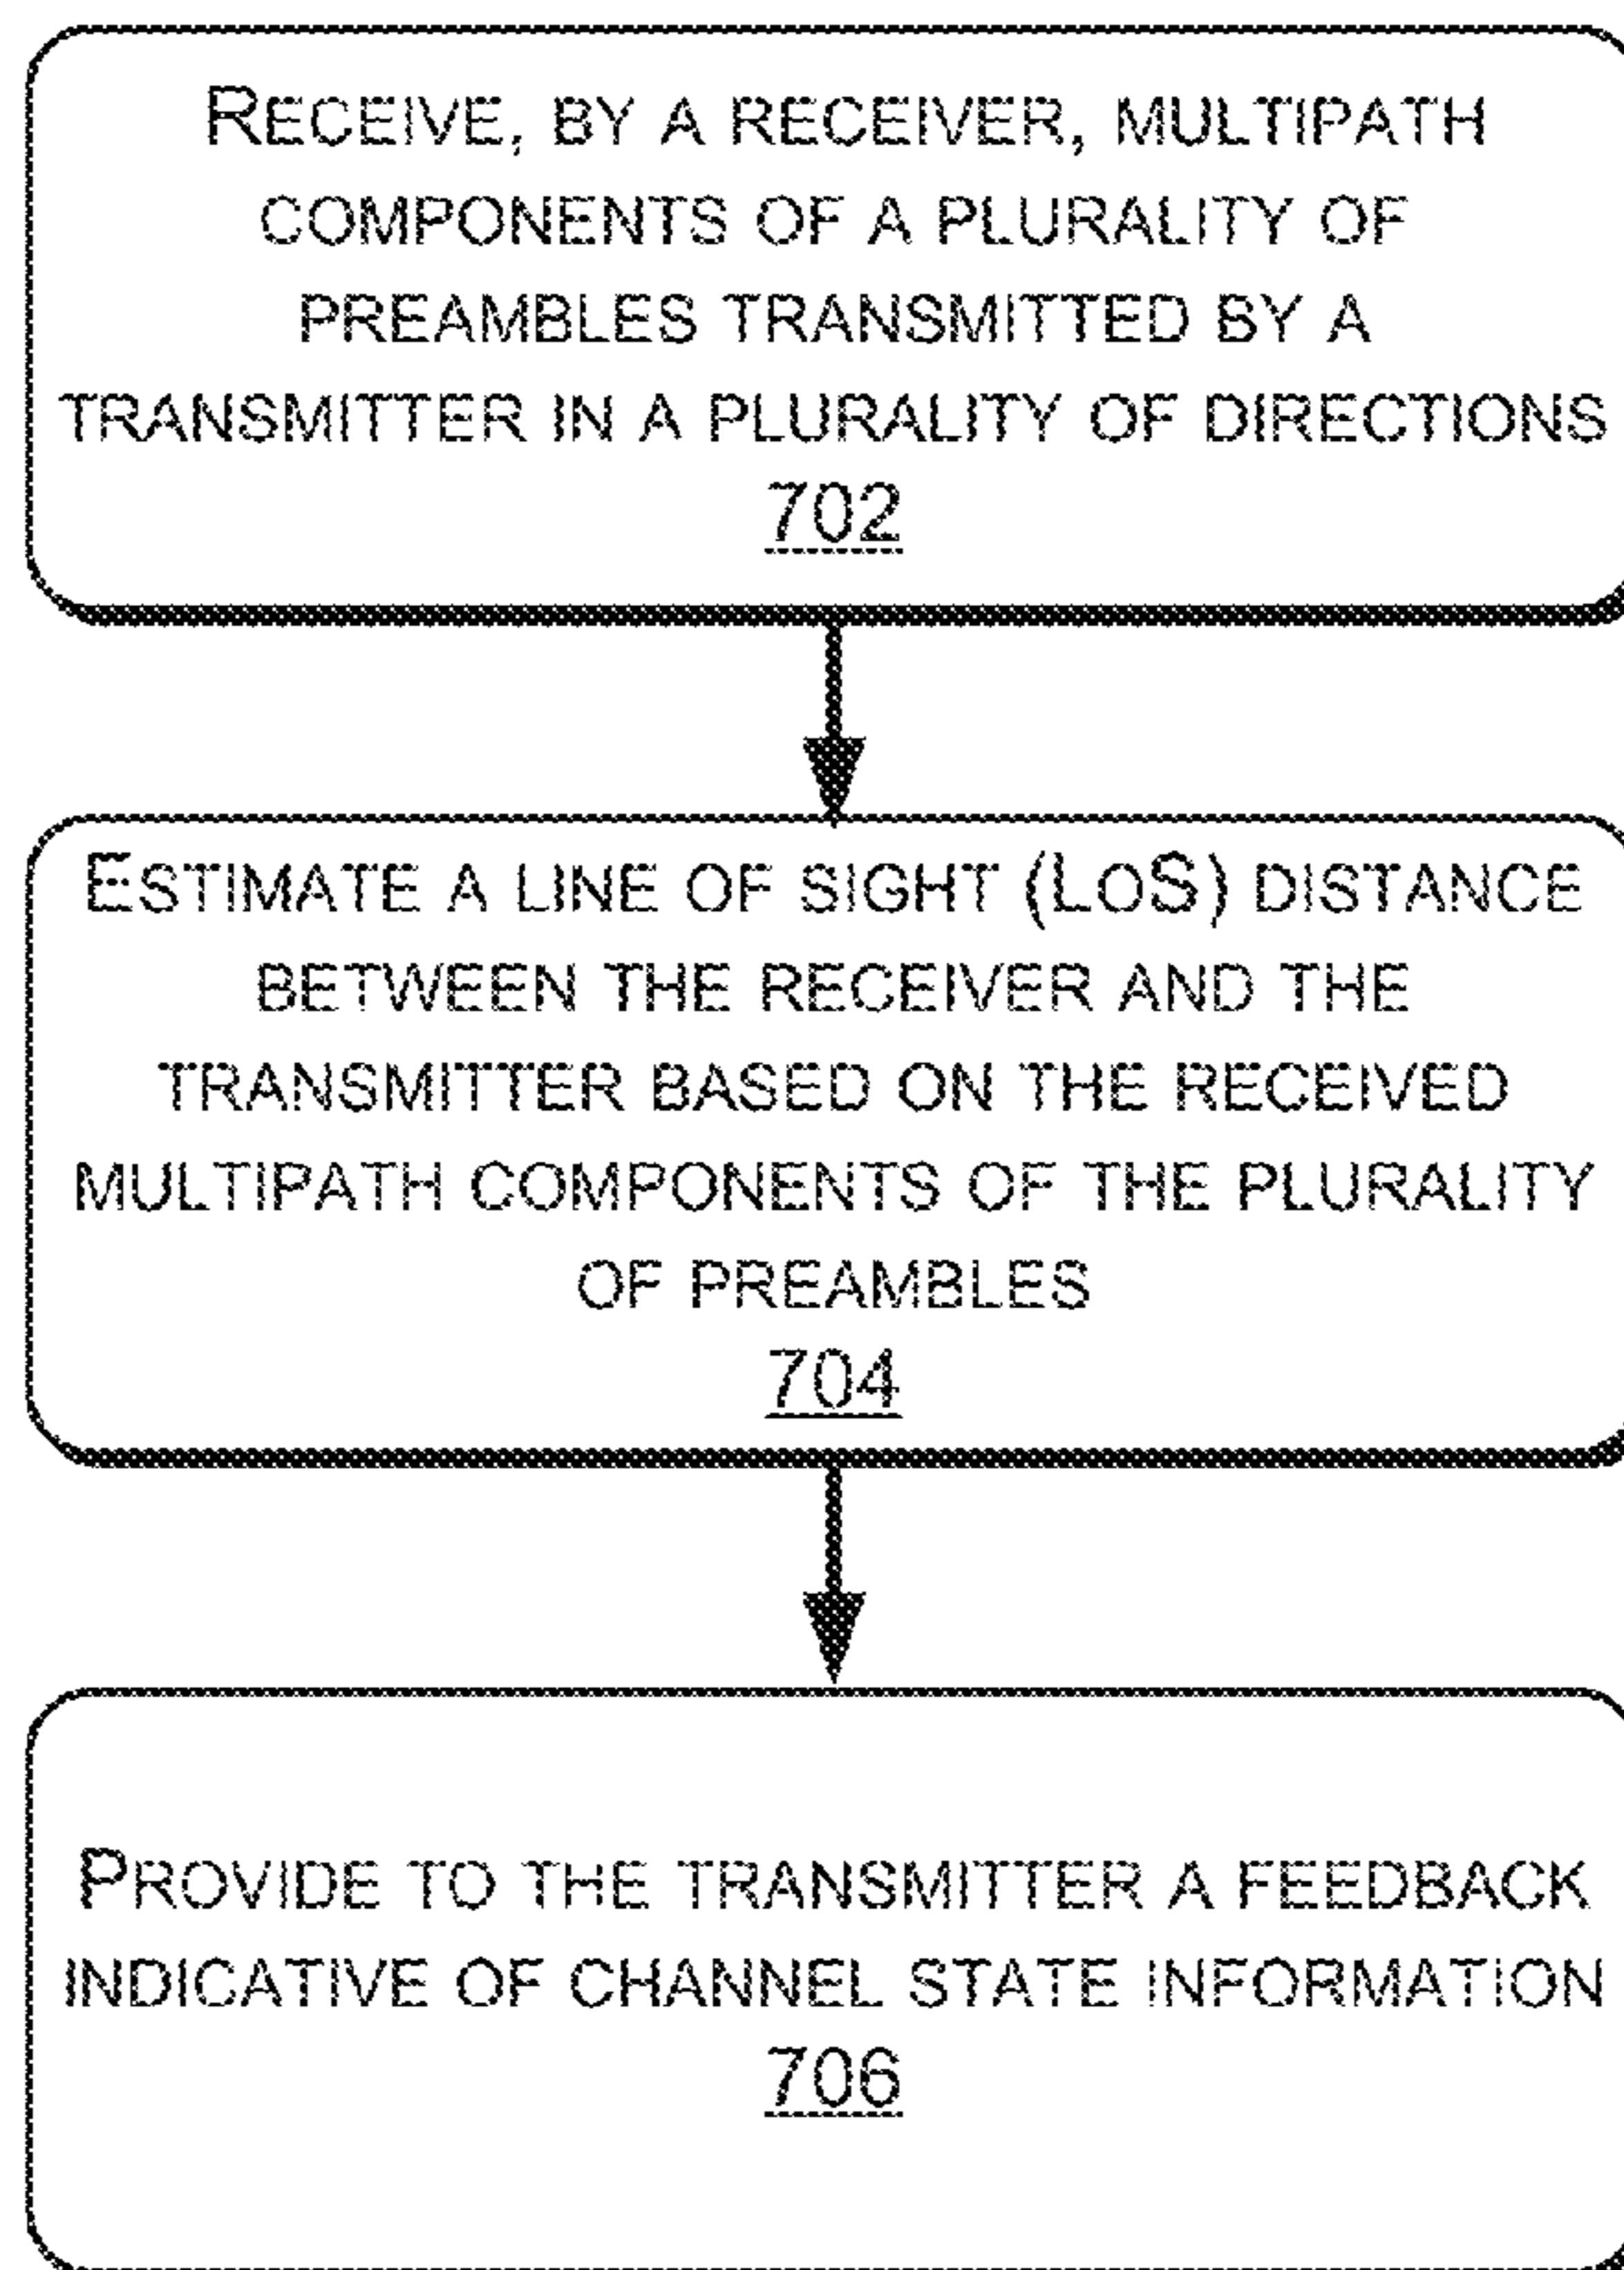 RECEIVE, BY A RECEIVER, MULTIPATH
COMPONENTS OF A PLURALITY OF
PREAMBLES TRANSMITTED BY A
TRANSMITTER IN A PLURALITY OF DIRECTIONS
702
ESTIMATE A LINE OF SIGHT (LOS) DISTANCE
BETWEEN THE RECEIVER AND THE
TRANSMITTER BASED ON THE RECEIVED
MULTIPATH COMPONENTS OF THE PLURALITY
OF PREAMBLES
704
PROVIDE TO THE TRANSMITTER A FEEDBACK
INDICATIVE OF CHANNEL STATE INFORMATION
706